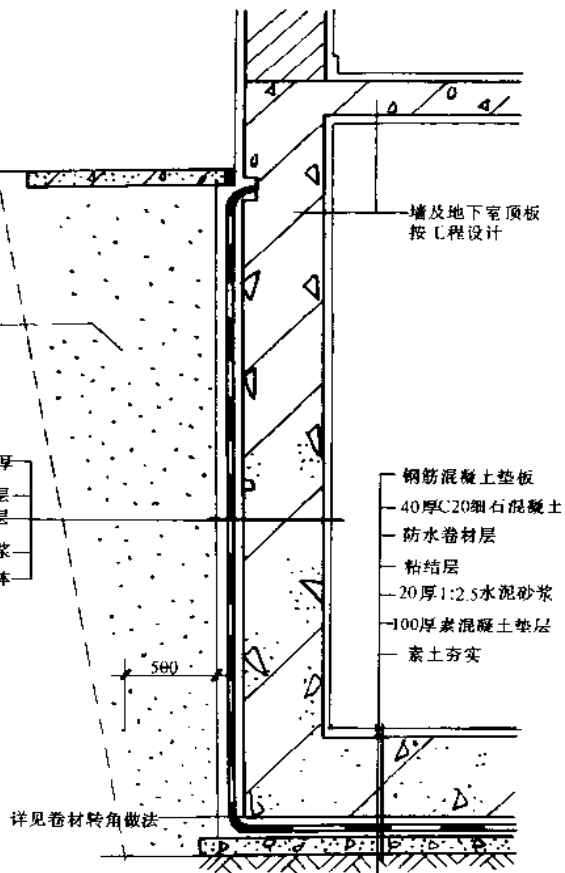 墙及地下室顶板
按工程设计
厚
层
层
浆
体
钢筋混凝土垫板
40厚C20细石混凝土
防水卷材层
粘结层
20厚1:2.5水泥砂浆
100厚素混凝土垫层
素土夯实
500
详见卷材转角做法